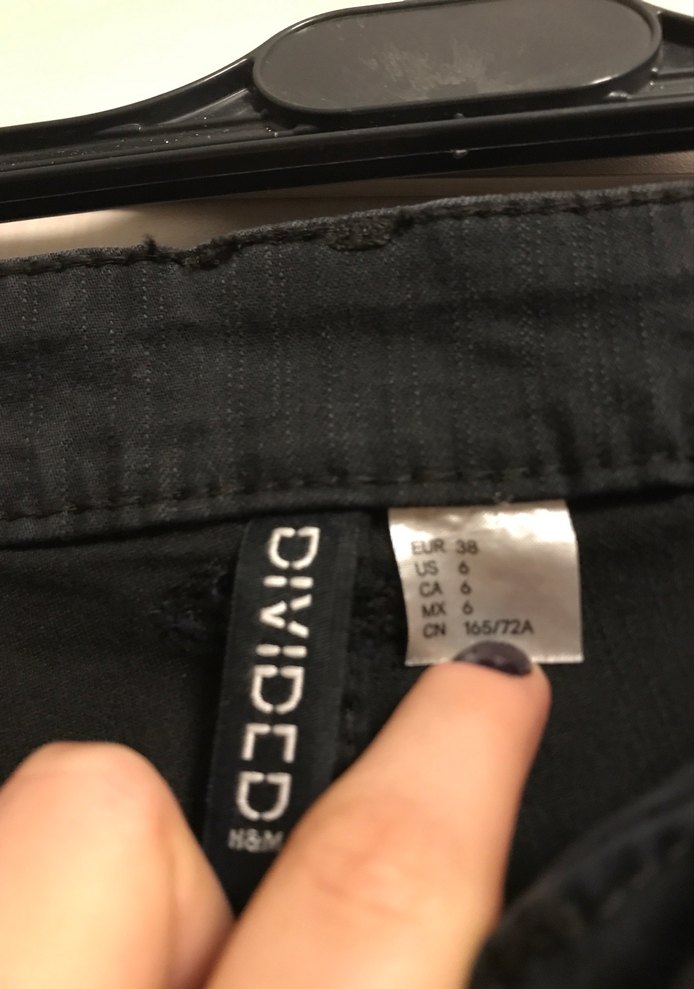 DIVIDED
H&M
EUR 38
US 6
CA 6
MX 6
CN 165/72A